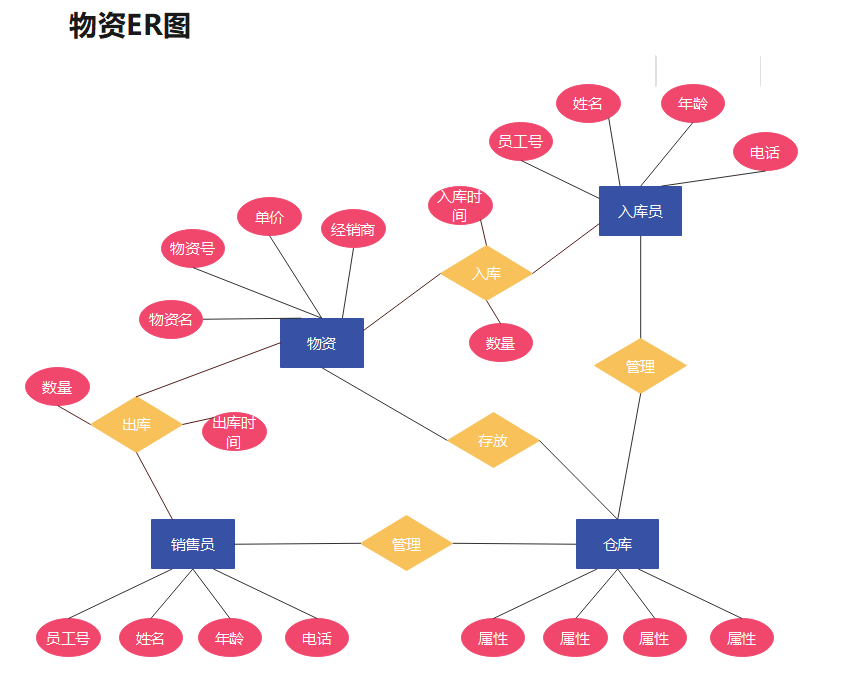 物资ER图
姓名
年龄
员工号
电话
入库时
间
入库员
单价
经销商
物资号
入库
物资名
物资
数量
管理
数量
出库
出库时
间
存放
销售员
管理
仓库
员工号
姓名
年龄
电话
属性
属性
属性
属性